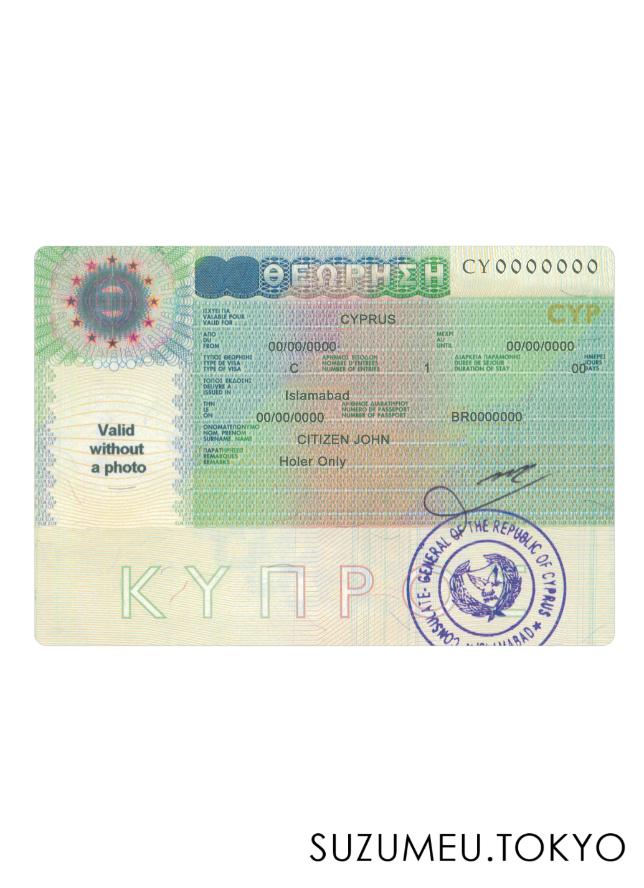 ΘΕΩΡΗΣΗ CY0000000
CYP
ΙΣΧΥΕΙ ΓΙΑ
VALABLE POUR
VALID FOR
CYPRUS
ΑΠΟ
DU
FROM
00/00/0000
ΜΕΧΡΙ
AU
UNTIL
00/00/0000
ΤΥΠΟΣ ΘΕΩΡΗΣΗΣ
TYPE DE VISA
TYPE OF VISA
C
ΑΡΙΘΜΟΣ ΕΙΣΟΔΩΝ
NOMBRE D'ENTREES
NUMBER OF ENTRIES
1
ΔΙΑΡΚΕΙΑ ΠΑΡΑΜΟΝΗΣ
DUREE DE SEJOUR
DURATION OF STAY
00
ΗΜΕΡΕΣ
JOURS
DAYS
ΤΟΠΟΣ ΕΚΔΟΣΗΣ
DELIVRE A
ISSUED IN
Islamabad
ΤΗΝ
LE
ON
00/00/0000
ΑΡΙΘΜΟΣ ΔΙΑΒΑΤΗΡΙΟΥ
NUMERO DE PASSEPORT
NUMBER OF PASSPORT
BR0000000
ΟΝΟΜΑΤΕΠΩΝΥΜΟ
NOM, PRENOM
SURNAME, NAME
CITIZEN JOHN
ΠΑΡΑΤΗΡΗΣΕΙΣ
REMARQUES
REMARKS
Holer Only
Valid
without
a photo
ΚΥΠΡΟΣ
CONSULATE-GENERAL OF THE REPUBLIC OF CYPRUS
ISLAMABAD
SUZUMEU.TOKYO